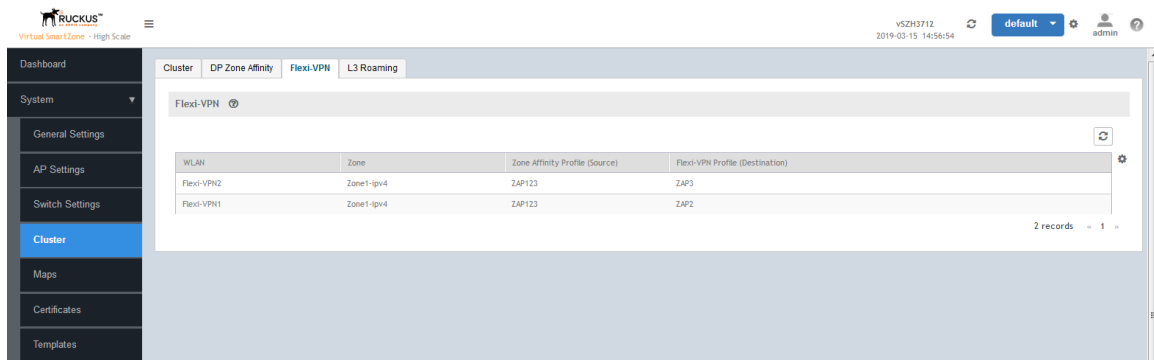 RUCKUS™
Virtual SmartZone - High Scale
vSZH3712
2019-03-15 14:56:54
default
admin
Dashboard
System
General Settings
AP Settings
Switch Settings
Cluster
Maps
Certificates
Templates
Cluster DP Zone Affinity Flexi-VPN L3 Roaming
Flexi-VPN
WLAN Zone Zone Affinity Profile (Source) Flexi-VPN Profile (Destination)
Flexi-VPN2 Zone1-ipv4 ZAP123 ZAP3
Flexi-VPN1 Zone1-ipv4 ZAP123 ZAP2
2 records « 1 »